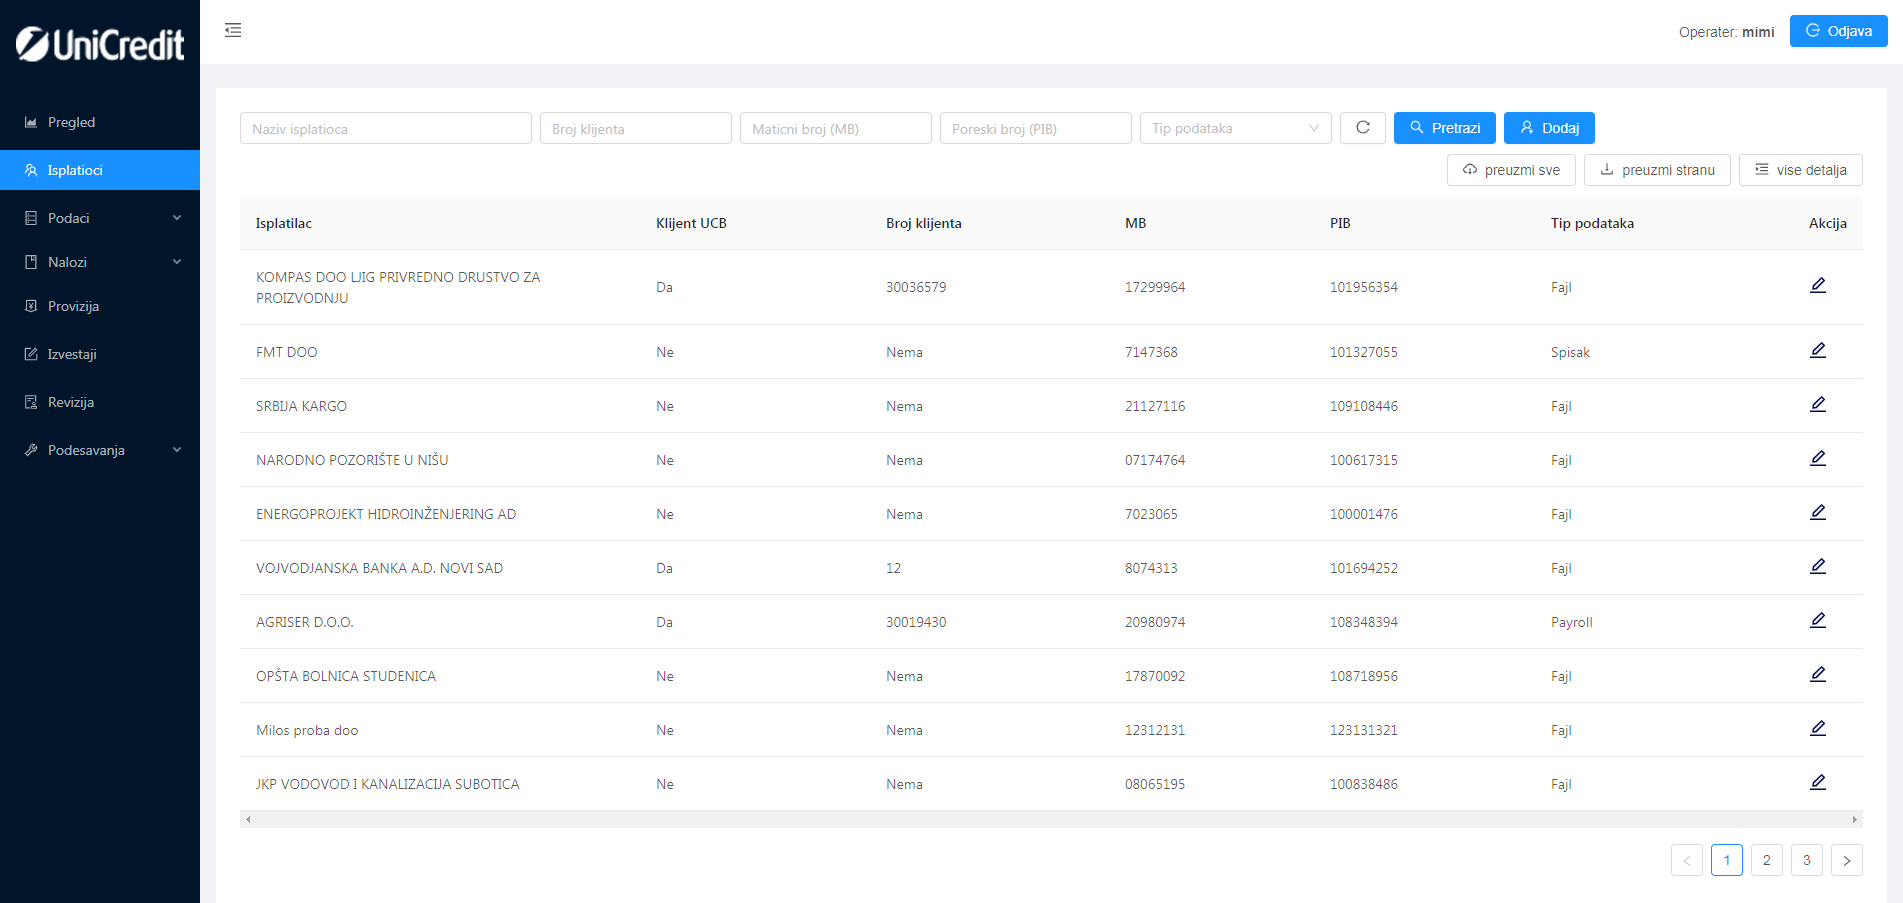 UniCredit
Operater: mimi
Odjava
Pregled
Isplatioci
Podaci
Nalozi
Provizija
Izvestaji
Revizija
Podesavanja
Naziv isplatioca Broj klijenta Maticni broj (MB) Poreski broj (PIB) Tip podataka Pretrazi Dodaj
preuzmi sve preuzmi stranu vise detalja
Isplatilac Klijent UCB Broj klijenta MB PIB Tip podataka Akcija
KOMPAS DOO LJIG PRIVREDNO DRUSTVO ZA
PROIZVODNJU
Da 30036579 17299964 101956354 Fajl
FMT DOO Ne Nema 7147368 101327055 Spisak
SRBIJA KARGO Ne Nema 21127116 109108446 Fajl
NARODNO POZORIŠTE U NIŠU Ne Nema 07174764 100617315 Fajl
ENERGOPROJEKT HIDROINŽENJERING AD Ne Nema 7023065 100001476 Fajl
VOJVODJANSKA BANKA A.D. NOVI SAD Da 12 8074313 101694252 Fajl
AGRISER D.O.O. Da 30019430 20980974 108348394 Payroll
OPŠTA BOLNICA STUDENICA Ne Nema 17870092 108718956 Fajl
Milos proba doo Ne Nema 12312131 123131321 Fajl
JKP VODOVOD I KANALIZACIJA SUBOTICA Ne Nema 08065195 100838486 Fajl
1 2 3